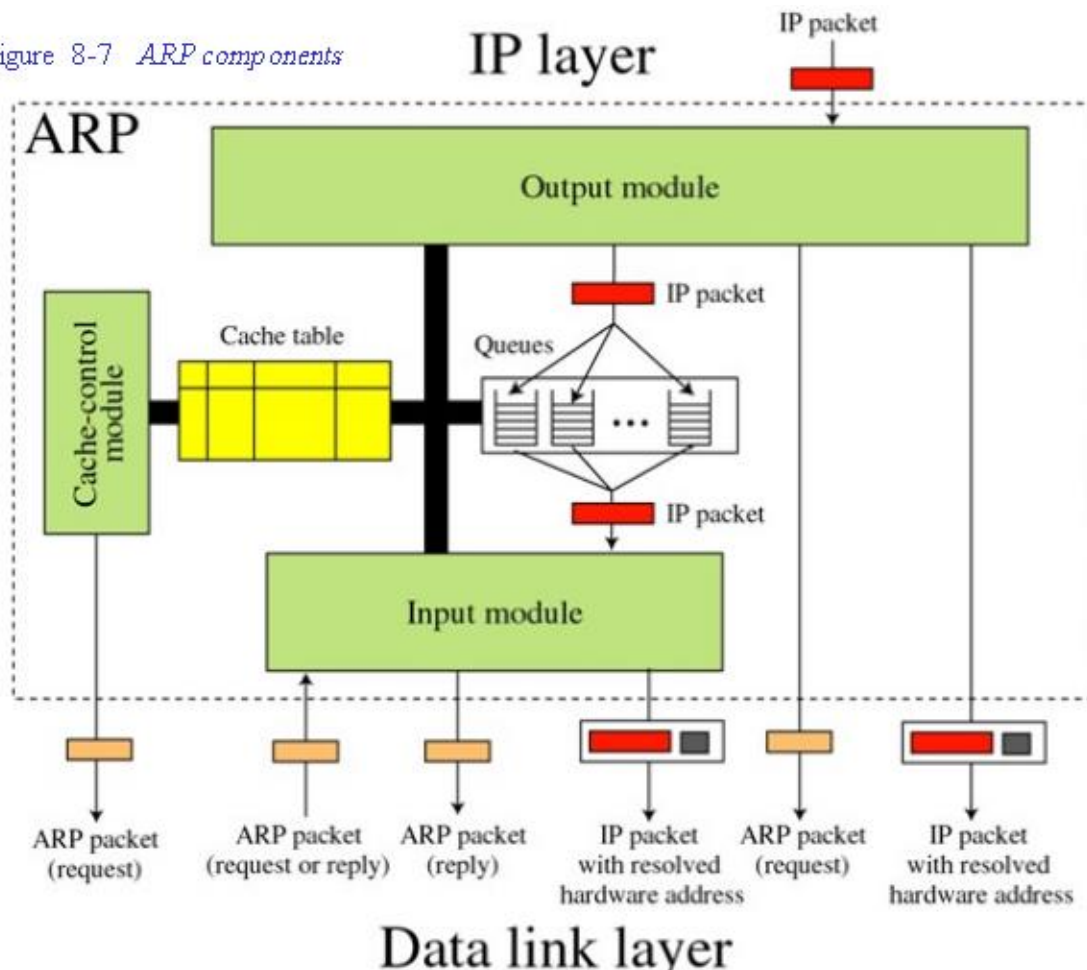 igure 8-7 ARP components
IP layer
IP packet
ARP
Output module
IP packet
Cache-control
module
Cache table
Queues
...
IP packet
Input module
ARP packet
(request)
ARP packet
(request or reply)
ARP packet
(reply)
IP packet
with resolved
hardware address
ARP packet
(request)
IP packet
with resolved
hardware address
Data link layer